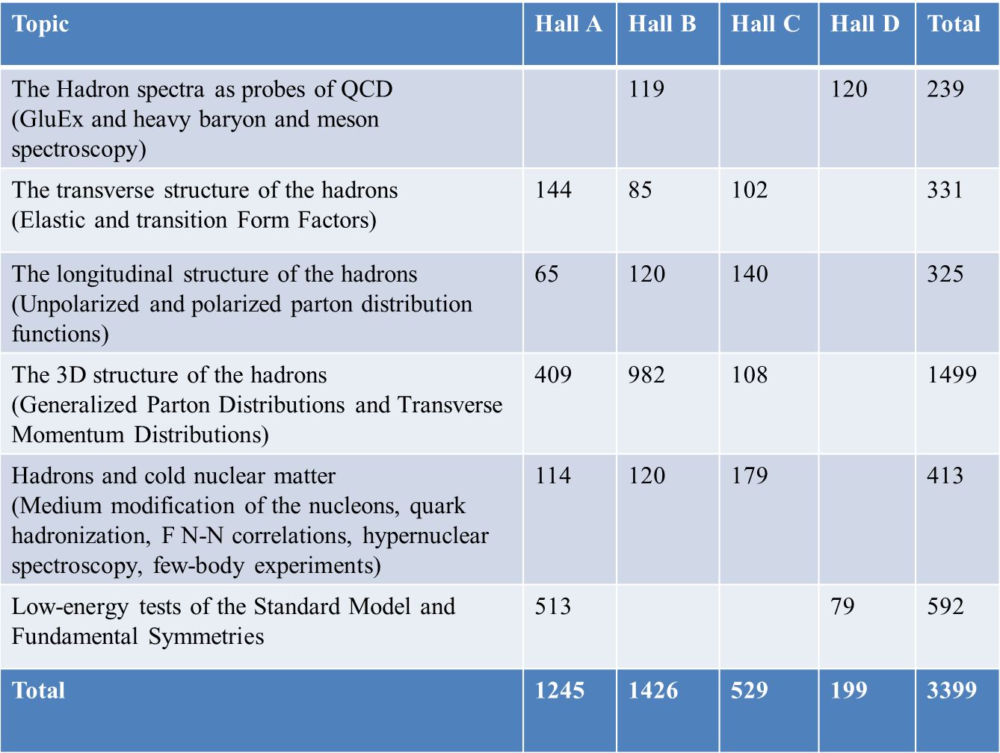 Topic Hall A Hall B Hall C Hall D Total
The Hadron spectra as probes of QCD 119 120 239
(GluEx and heavy baryon and meson
spectroscopy)
The transverse structure of the hadrons 144 85 102 331
(Elastic and transition Form Factors)
The longitudinal structure of the hadrons 65 120 140 325
(Unpolarized and polarized parton distribution
functions)
The 3D structure of the hadrons 409 982 108 1499
(Generalized Parton Distributions and Transverse
Momentum Distributions)
Hadrons and cold nuclear matter 114 120 179 413
(Medium modification of the nucleons, quark
hadronization, F N-N correlations, hypernuclear
spectroscopy, few-body experiments)
Low-energy tests of the Standard Model and 513 79 592
Fundamental Symmetries
Total 1245 1426 529 199 3399